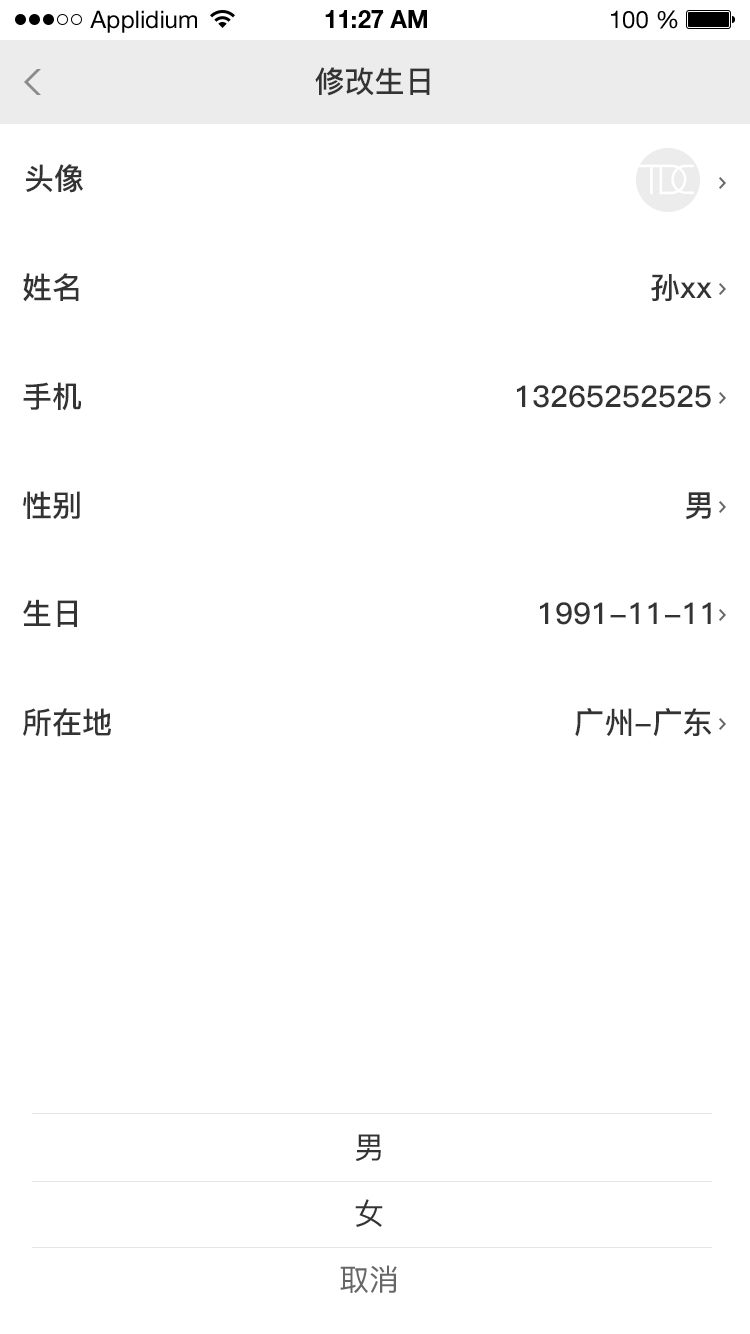 Applidium 11:27 AM 100 %
修改生日
头像 TDC
姓名 孙xx
手机 13265252525
性别 男
生日 1991-11-11
所在地 广州-广东
男
女
取消